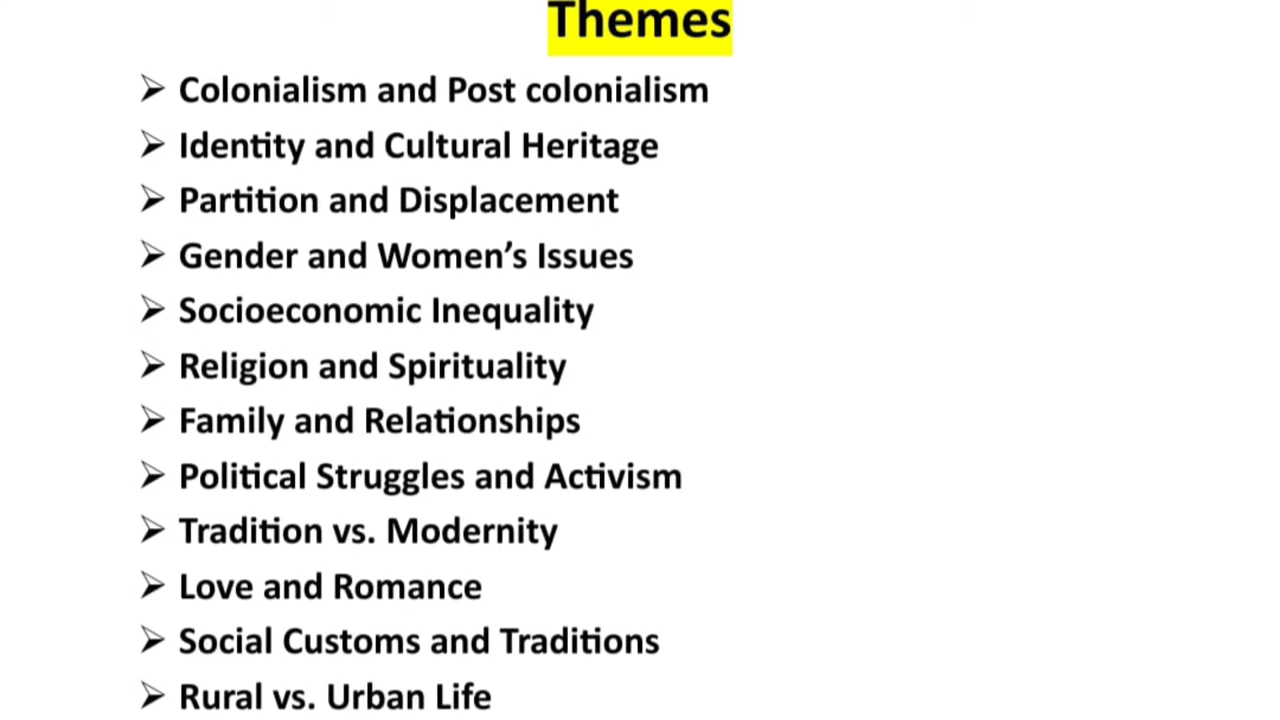 Themes
➢ Colonialism and Post colonialism
➢ Identity and Cultural Heritage
➢ Partition and Displacement
➢ Gender and Women’s Issues
➢ Socioeconomic Inequality
➢ Religion and Spirituality
➢ Family and Relationships
➢ Political Struggles and Activism
➢ Tradition vs. Modernity
➢ Love and Romance
➢ Social Customs and Traditions
➢ Rural vs. Urban Life